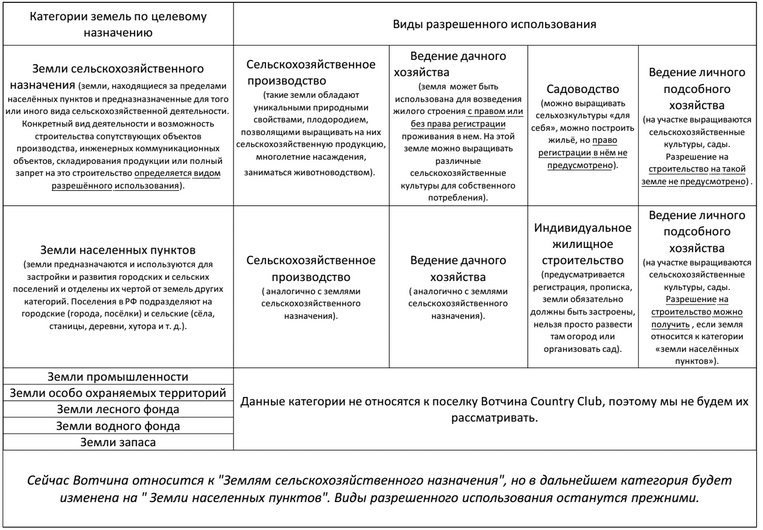 Категории земель по целевому
назначению
Виды разрешенного использования
Земли сельскохозяйственного
назначения (земли, находящиеся за пределами
населённых пунктов и предназначенные для того
или иного вида сельскохозяйственной деятельности.
Конкретный вид деятельности и возможность
строительства сопутствующих объектов
производства, инженерных коммуникационных
объектов, складирования продукции или полный
запрет на это строительство определяется видом
разрешённого использования).
Сельскохозяйственное
производство
(такие земли обладают
уникальными природными
свойствами, плодородием,
позволящими выращивать на них
сельскохозяйственную продукцию,
многолетние насаждения,
заниматься животноводством).
Ведение дачного
хозяйства
(земля может быть
использована для возведения
жилого строения с правом или
без права регистрации
проживания в нем. На этой
земле можно выращивать
различные
сельскохозяйственные
культуры для собственного
потребления).
Садоводство
(можно выращивать
сельхозкультуры «для
себя», можно построить
жильё, но право
регистрации в нём не
предусмотрено).
Ведение личного
подсобного
хозяйства
(на участке выращиваются
сельскохозяйственные
культуры, сады.
Разрешение на
строительство на такой
земле не предусмотрено) .
Земли населенных пунктов
(земли предназначаются и используются для
застройки и развития городских и сельских
поселений и отделены их чертой от земель других
категорий. Поселения в РФ подразделяют на
городские (города, посёлки) и сельские (сёла,
станицы, деревни, хутора и т. д.).
Сельскохозяйственное
производство
( аналогично с землями
сельскохозяйственного
назначения).
Ведение дачного
хозяйства
( аналогично с землями
сельскохозяйственного
назначения).
Индивидуальное
жилищное
строительство
(предусматривается
регистрация, прописка,
земли обязательно
должны быть застроены,
нельзя просто развести
там огород или
организовать сад).
Ведение личного
подсобного
хозяйства
(на участке выращиваются
сельскохозяйственные
культуры, сады.
Разрешение на
строительство можно
получить , если земля
относится к категории
«земли населённых
пунктов»).
Земли промышленности
Земли особо охраняемых территорий
Земли лесного фонда
Земли водного фонда
Земли запаса
Данные категории не относятся к поселку Вотчина Country Club, поэтому мы не будем их
рассматривать.
Сейчас Вотчина относится к "Землям сельскохозяйственного назначения", но в дальнейшем категория будет
изменена на " Земли населенных пунктов". Виды разрешенного использования останутся прежними.